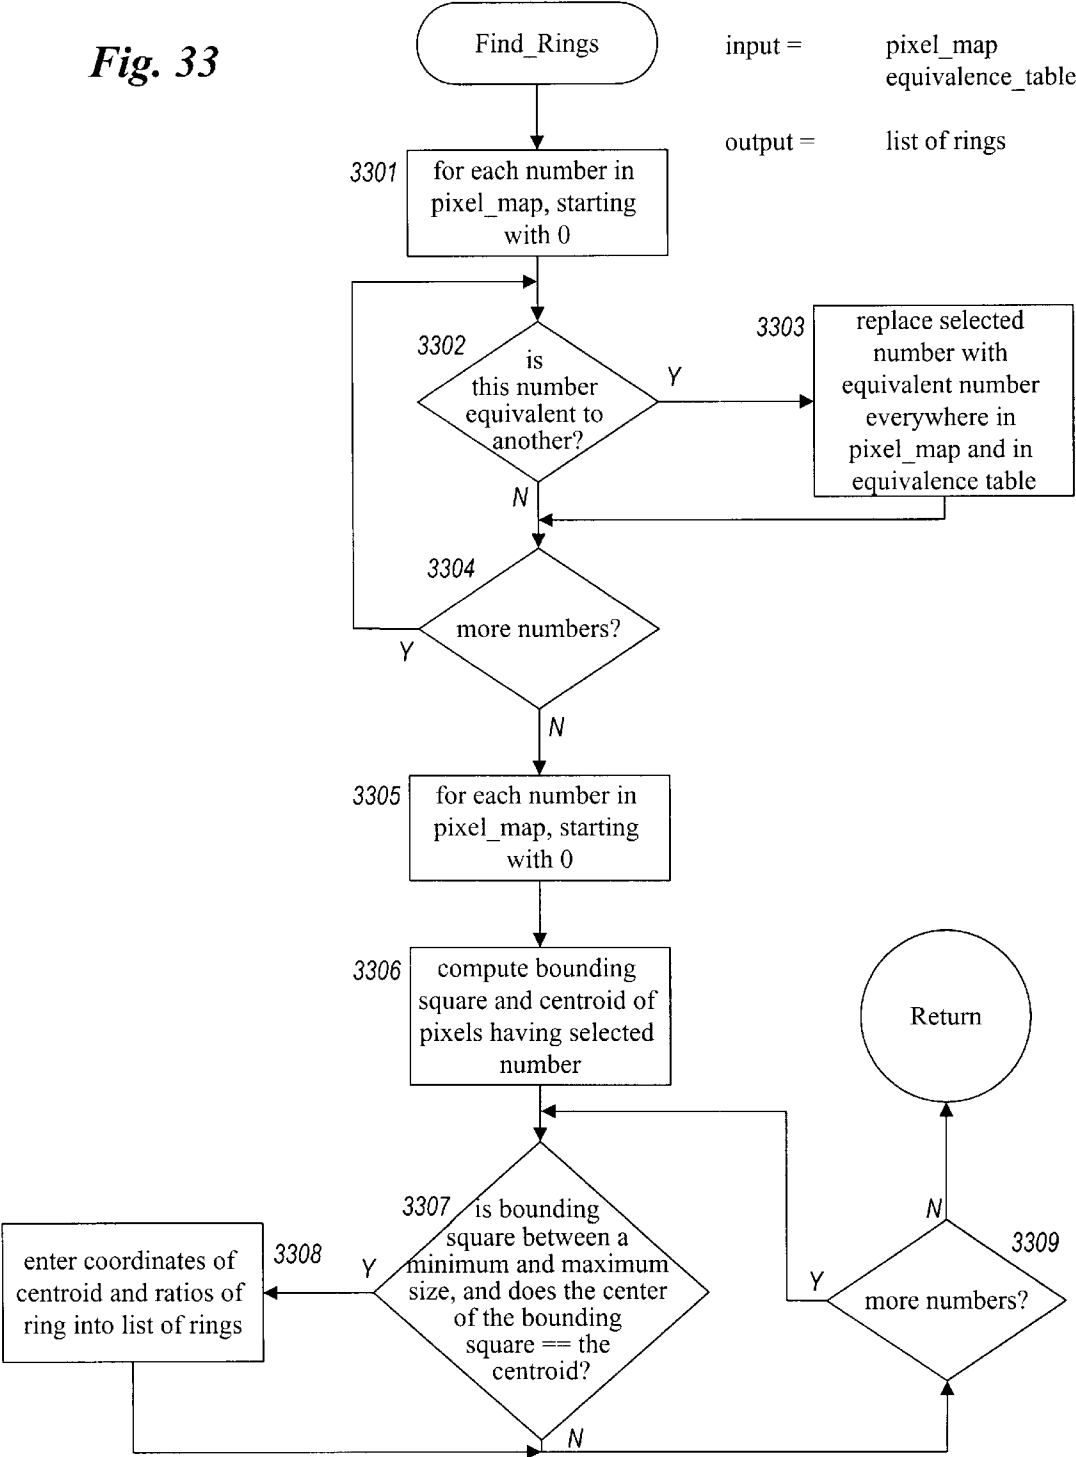 Fig. 33
Find_Rings
input = pixel_map
equivalence_table
output = list of rings
3301
for each number in
pixel_map, starting
with 0
3302
is
this number
equivalent to
another?
Y
N
3303
replace selected
number with
equivalent number
everywhere in
pixel_map and in
equivalence table
3304
more numbers?
Y
N
3305
for each number in
pixel_map, starting
with 0
3306
compute bounding
square and centroid of
pixels having selected
number
3307
is bounding
square between a
minimum and maximum
size, and does the center
of the bounding
square == the
centroid?
Y
N
3308
enter coordinates of
centroid and ratios of
ring into list of rings
3309
more numbers?
Y
N
Return